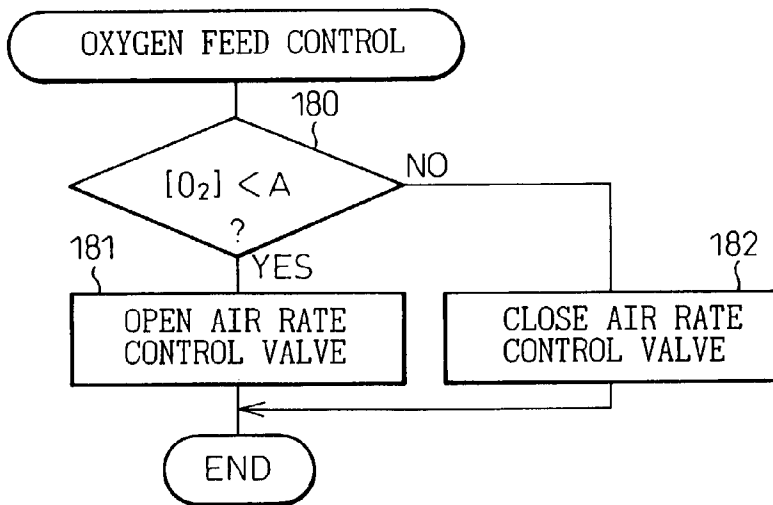 OXYGEN FEED CONTROL
180
[O₂] < A
?
NO
YES
181
OPEN AIR RATE
CONTROL VALVE
182
CLOSE AIR RATE
CONTROL VALVE
END